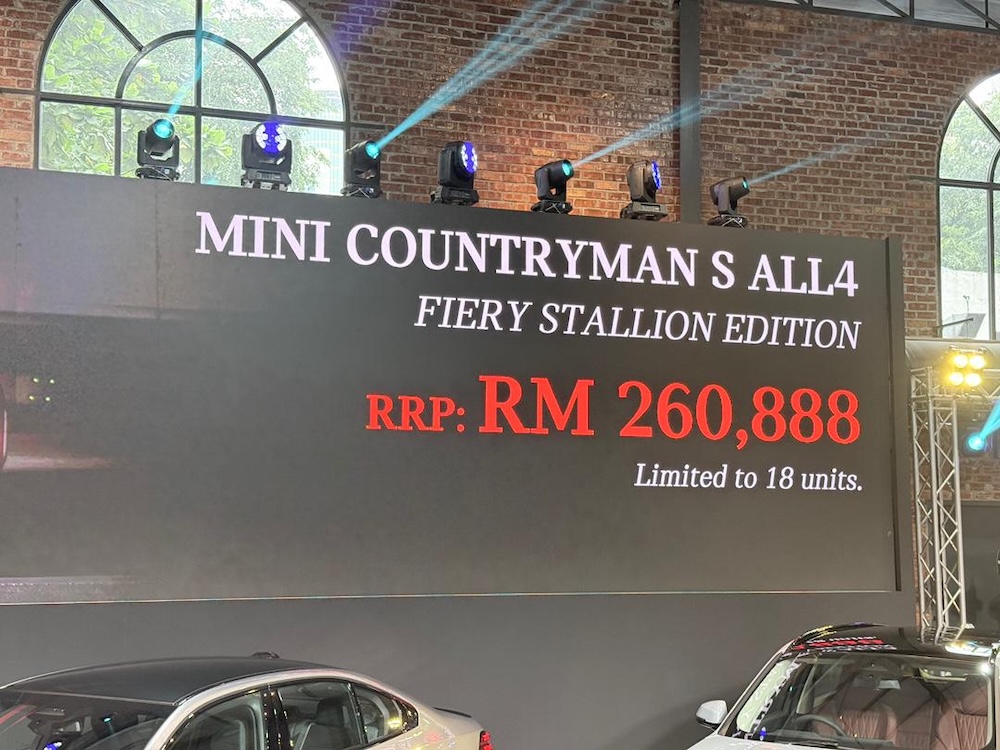 MINI COUNTRYMAN S ALL4
FIERY STALLION EDITION
RRP: RM 260,888
Limited to 18 units.